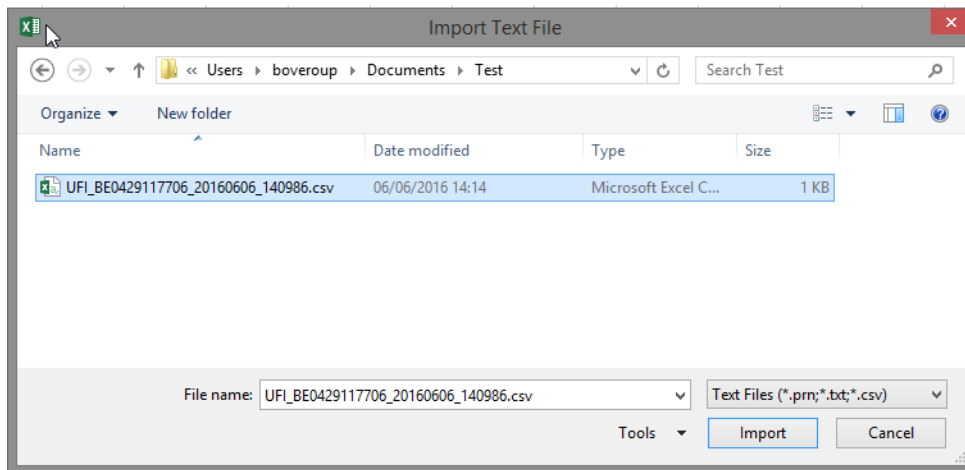 Import Text File
« Users Boveroup Documents Test Search Test
Organize New folder
Name Date modified Type Size
UFI_BE0429117706_20160606_140986.csv 06/06/2016 14:14 Microsoft Excel C... 1 KB
File name: UFI_BE0429117706_20160606_140986.csv Text Files (*.prn;*.txt;*.csv)
Tools Import Cancel